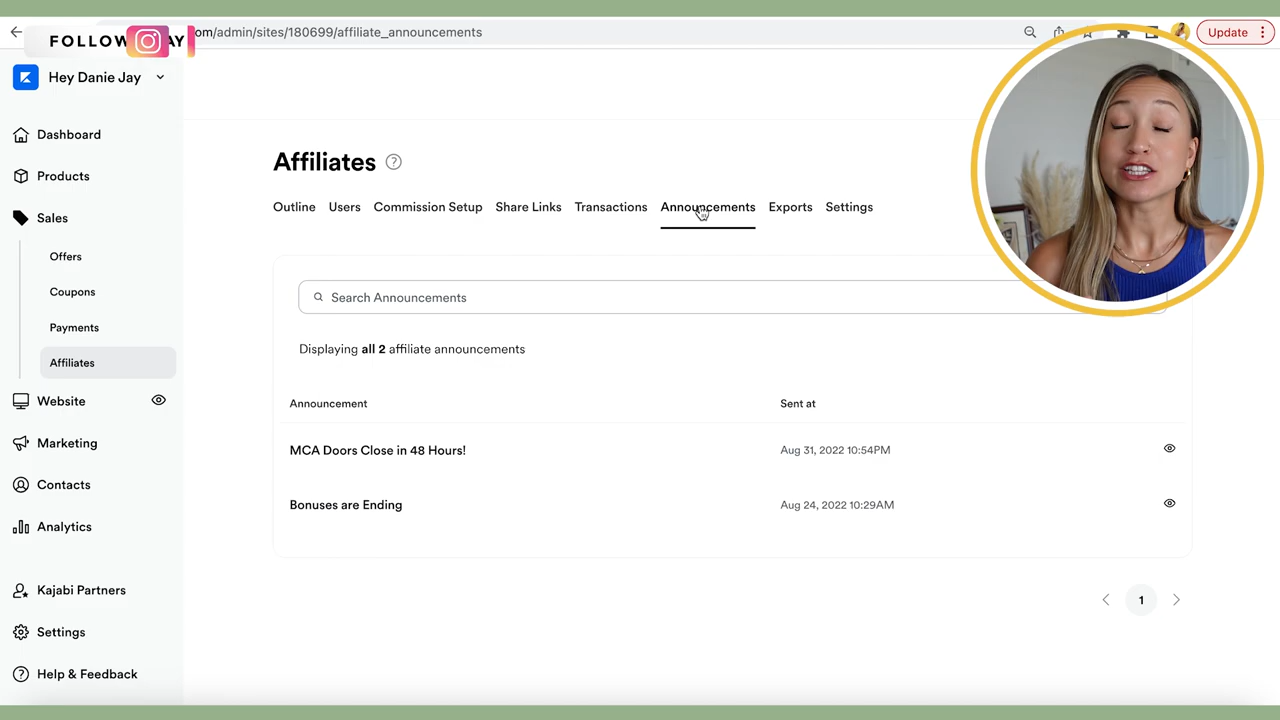 FOLLOW AY
om/admin/sites/180699/affiliate_announcements
Update
Hey Danie Jay
Dashboard
Products
Sales
Offers
Coupons
Payments
Affiliates
Website
Marketing
Contacts
Analytics
Kajabi Partners
Settings
Help & Feedback
Affiliates
Outline Users Commission Setup Share Links Transactions Announcements Exports Settings
Search Announcements
Displaying all 2 affiliate announcements
Announcement Sent at
MCA Doors Close in 48 Hours! Aug 31, 2022 10:54PM
Bonuses are Ending Aug 24, 2022 10:29AM
1